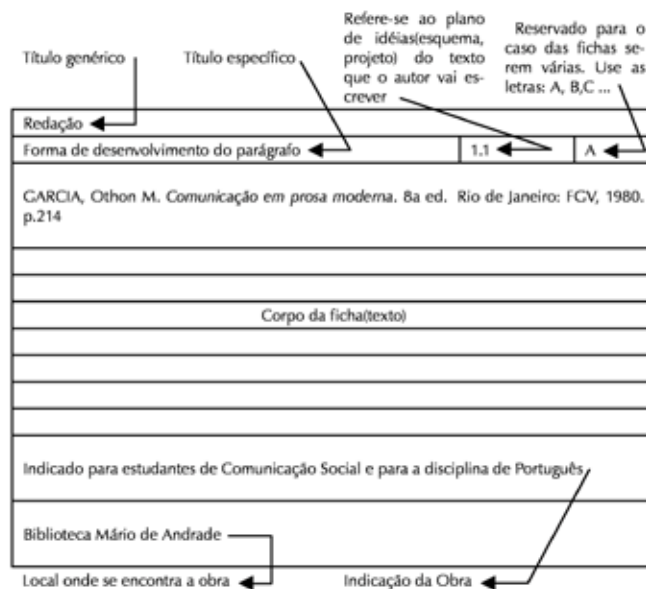 Título genérico
Título específico
Refere-se ao plano
de idéias(esquema,
projeto) do texto
que o autor vai es-
crever
Reservado para o
caso das fichas se-
rem várias. Use as
letras: A, B,C ...
Redação
Forma de desenvolvimento do parágrafo 1.1 A
GARCIA, Othon M. Comunicação em prosa moderna. 8a ed. Rio de Janeiro: FGV, 1980.
p.214
Corpo da ficha(texto)
Indicado para estudantes de Comunicação Social e para a disciplina de Português
Biblioteca Mário de Andrade
Local onde se encontra a obra Indicação da Obra